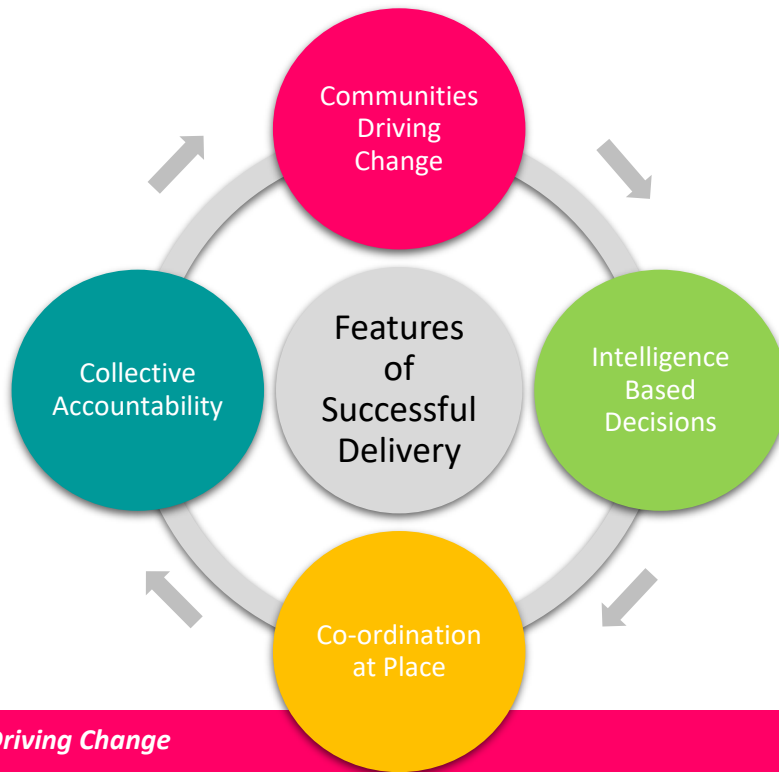 Communities
Driving
Change
Features
of
Successful
Delivery
Collective
Accountability
Intelligence
Based
Decisions
Co-ordination
at Place
Driving Change